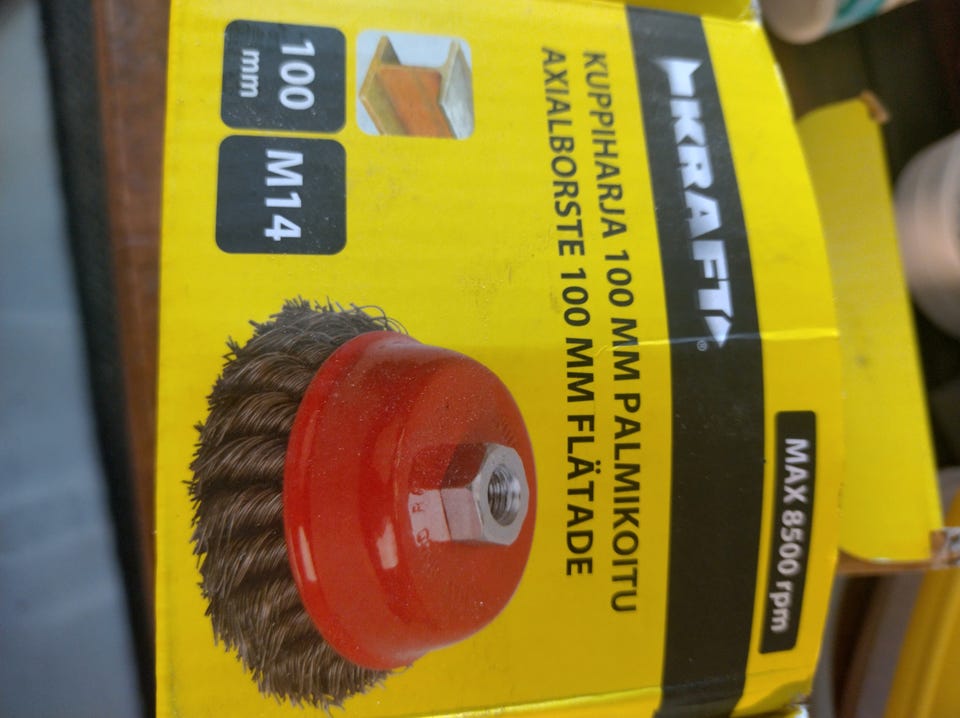 MAX 8500 rpm
KRAFT®
KUPPIHARJA 100 MM PALMIKOITU
AXIALBORSTE 100 MM FLÄTADE
100
mm
M14